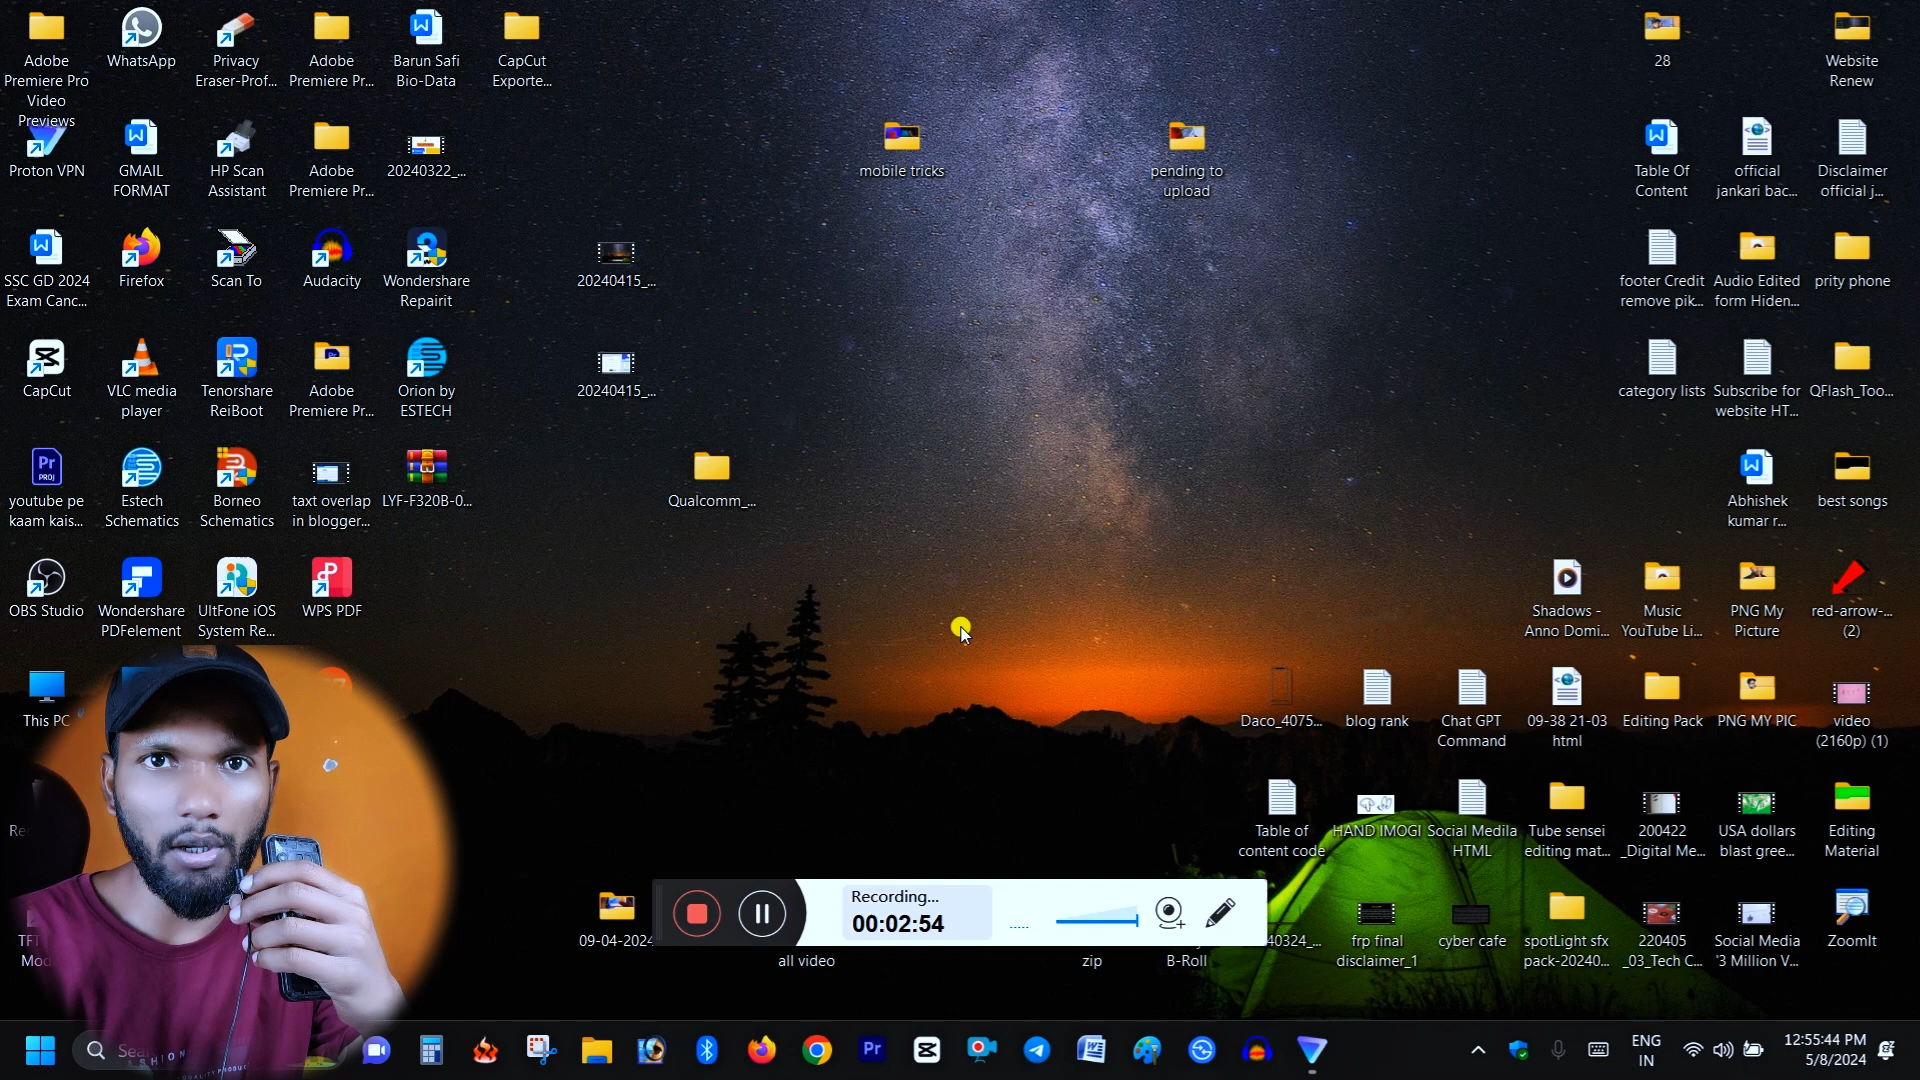 Adobe
Premiere Pro
Video
Previews
WhatsApp
Privacy
Eraser-Prof...
Adobe
Premiere Pr...
Barun Safi
Bio-Data
CapCut
Exporte...
28
Website
Renew
Proton VPN
GMAIL
FORMAT
HP Scan
Assistant
Adobe
Premiere Pr...
20240322_...
mobile tricks
pending to
upload
Table Of
Content
official
jankari bac...
Disclaimer
official j...
SSC GD 2024
Exam Canc...
Firefox
Scan To
Audacity
Wondershare
Repairit
20240415_...
footer Credit
remove pik...
Audio Edited
form Hiden...
prity phone
CapCut
VLC media
player
Tenorshare
ReiBoot
Adobe
Premiere Pr...
Orion by
ESTECH
20240415_...
category lists
Subscribe for
website HT...
QFlash_Too...
Pr
PROJ
youtube pe
kaam kais...
Estech
Schematics
Borneo
Schematics
taxt overlap
in blogger...
LYF-F320B-0...
Qualcomm_...
Abhishek
kumar r...
best songs
OBS Studio
Wondershare
PDFelement
UltFone iOS
System Re...
WPS PDF
Shadows -
Anno Domi...
Music
YouTube Li...
PNG My
Picture
red-arrow-...
(2)
This PC
Daco_4075...
blog rank
Chat GPT
Command
09-38 21-03
html
Editing Pack
PNG MY PIC
video
(2160p) (1)
Table of
content code
HAND IMOGI
Social Medila
HTML
Tube sensei
editing mat...
200422
_Digital Me...
USA dollars
blast gree...
Editing
Material
Recording...
00:02:54
09-04-2024
all video
zip
B-Roll
40324_...
frp final
disclaimer_1
cyber cafe
spotLight sfx
pack-20240...
220405
_03_Tech C...
Social Media
'3 Million V...
ZoomIt
Pr
ENG
IN
12:55:44 PM
5/8/2024